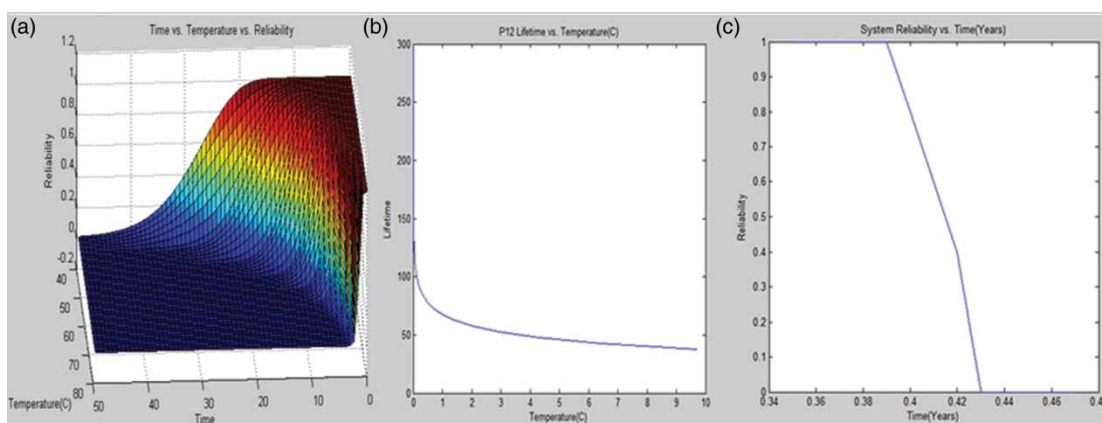 (a)
Time vs. Temperature vs. Reliability
1.2
1
0.8
0.6
0.4
0.2
0
-0.2
Reliability
40
50
60
70
80
Temperature(C)
50
40
30
20
10
0
Time
(b)
P12 Lifetime vs. Temperature(C)
300
250
200
150
100
50
0
Lifetime
0 1 2 3 4 5 6 7 8 9 10
Temperature(C)
(c)
System Reliability vs. Time(Years)
1
0.9
0.8
0.7
0.6
0.5
0.4
0.3
0.2
0.1
0
Reliability
0.34 0.36 0.38 0.4 0.42 0.44 0.46
Time(Years)